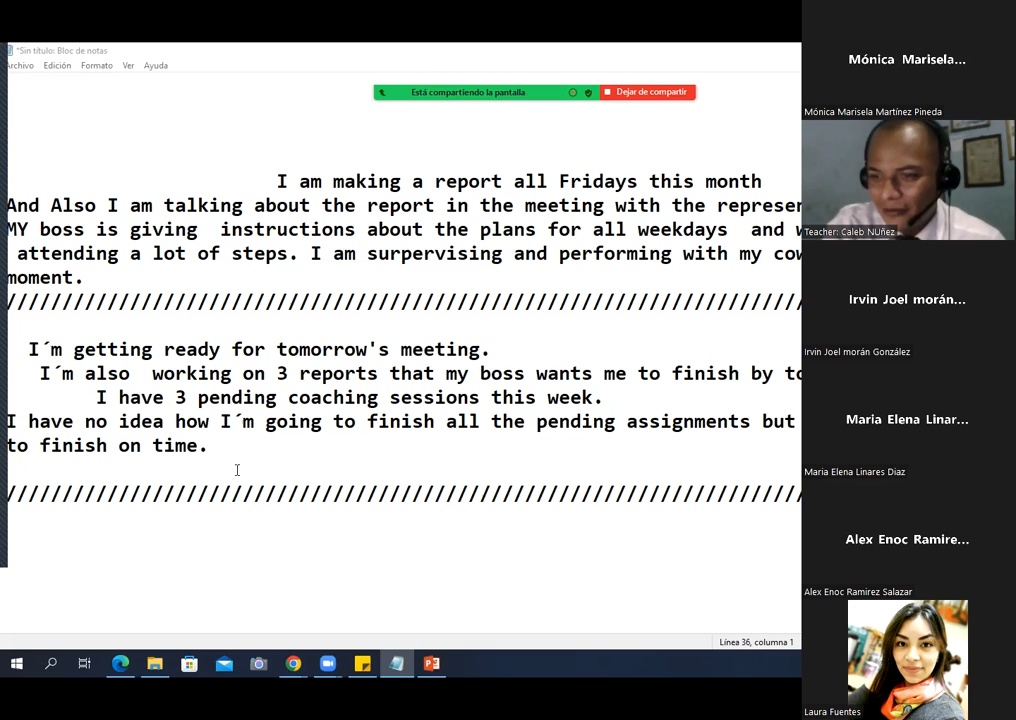 *Sin título: Bloc de notas
Archivo Edición Formato Ver Ayuda
Está compartiendo la pantalla Dejar de compartir
I am making a report all Fridays this month
And Also I am talking about the report in the meeting with the
MY boss is giving instructions about the plans for all weekdays and
attending a lot of steps. I am surpervising and performing with my
moment.
////////////////////////////////////////////////////////////////////////
I´m getting ready for tomorrow's meeting.
I´m also working on 3 reports that my boss wants me to finish by
I have 3 pending coaching sessions this week.
I have no idea how I´m going to finish all the pending assignments but
to finish on time.
////////////////////////////////////////////////////////////////////////
Línea 36, columna 1
Mónica Marisela...
Mónica Marisela Martínez Pineda
Teacher: Caleb NUñez
Irvin Joel morán...
Irvin Joel morán González
Maria Elena Linar...
Maria Elena Linares Diaz
Alex Enoc Ramire...
Alex Enoc Ramirez Salazar
Laura Fuentes